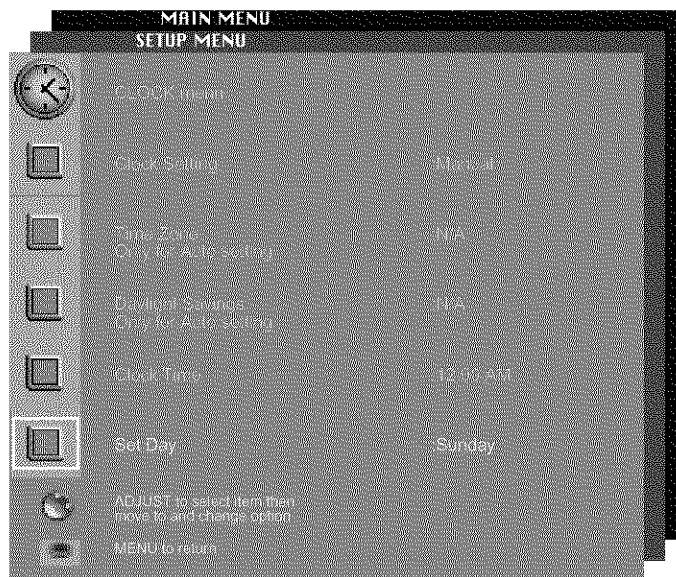 MAIN MENU
SETUP MENU
CLOCK menu
Clock Setting :Manual
Time Zone :N/A
Only for Auto setting
Daylight Savings :N/A
Only for Auto setting
Clock Time AM
Set Day :Sunday
ADJUST to select item then
move to and change option
MENU to return